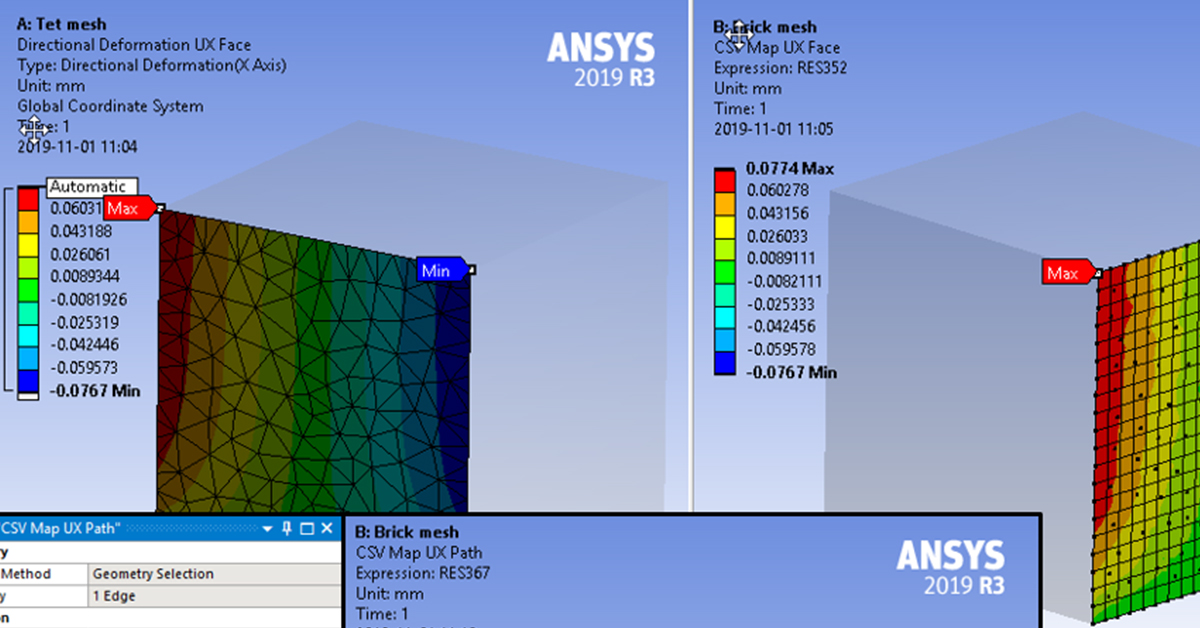 A: Tet mesh
Directional Deformation UX Face
Type: Directional Deformation(X Axis)
Unit: mm
Global Coordinate System
Time: 1
2019-11-01 11:04
ANSYS
2019 R3
Automatic
0.06031
Max
0.043188
0.026061
0.0089344
-0.0081926
-0.025319
-0.042446
-0.059573
-0.0767 Min
Min
B: Brick mesh
CSV Map UX Face
Expression: RES352
Unit: mm
Time: 1
2019-11-01 11:05
0.0774 Max
0.060278
0.043156
0.026033
0.0089111
-0.0082111
-0.025333
-0.042456
-0.059578
-0.0767 Min
Max
"CSV Map UX Path"
Method
Geometry Selection
1 Edge
B: Brick mesh
CSV Map UX Path
Expression: RES367
Unit: mm
Time: 1
ANSYS
2019 R3